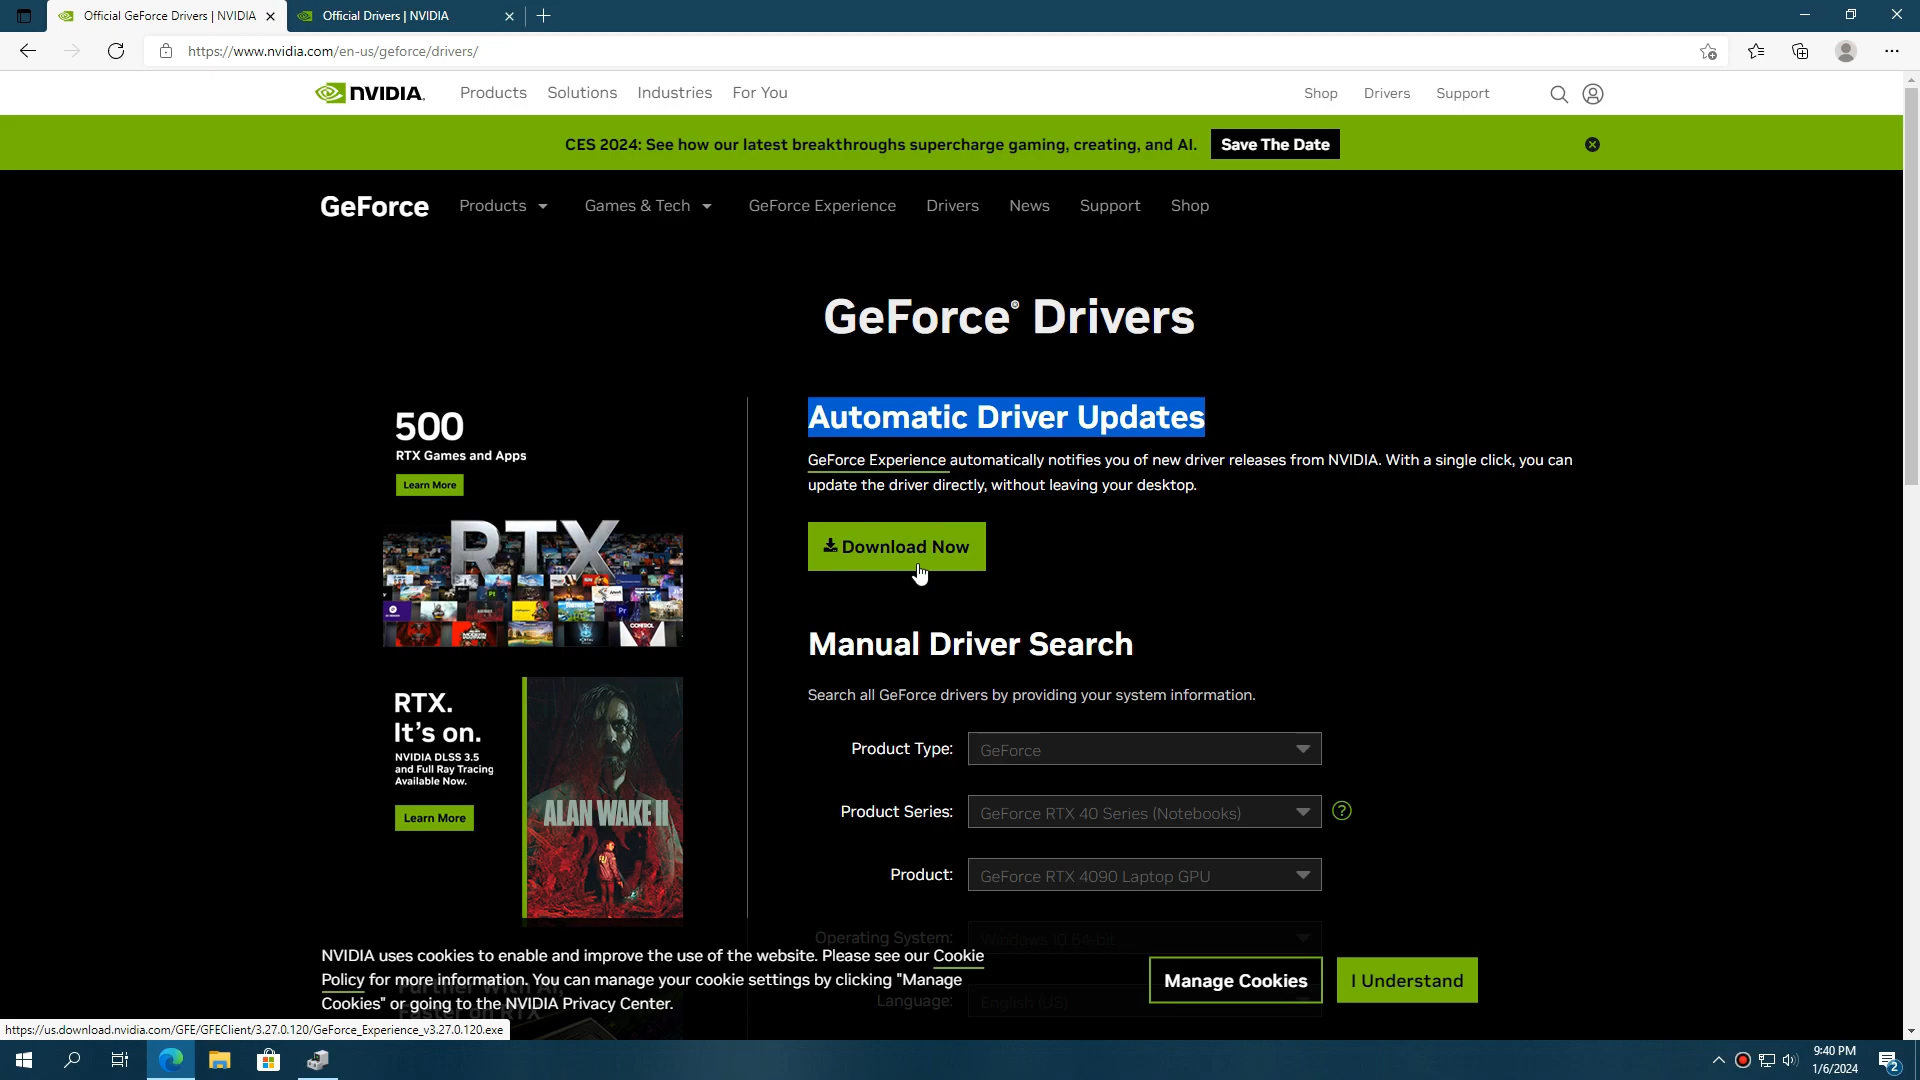 Official GeForce Drivers | NVIDIA
Official Drivers | NVIDIA
https://www.nvidia.com/en-us/geforce/drivers/
NVIDIA.
Products
Solutions
Industries
For You
Shop
Drivers
Support
CES 2024: See how our latest breakthroughs supercharge gaming, creating, and AI.
Save The Date
GeForce
Products
Games & Tech
GeForce Experience
Drivers
News
Support
Shop
GeForce® Drivers
500
RTX Games and Apps
Learn More
RTX
RTX.
It's on.
NVIDIA DLSS 3.5
and Full Ray Tracing
Available Now.
Learn More
ALAN WAKE II
Automatic Driver Updates
GeForce Experience automatically notifies you of new driver releases from NVIDIA. With a single click, you can
update the driver directly, without leaving your desktop.
Download Now
Manual Driver Search
Search all GeForce drivers by providing your system information.
Product Type:
GeForce
Product Series:
GeForce RTX 40 Series (Notebooks)
?
Product:
GeForce RTX 4090 Laptop GPU
Operating System:
Windows 10 64-bit
Language:
English (US)
NVIDIA uses cookies to enable and improve the use of the website. Please see our Cookie
Policy for more information. You can manage your cookie settings by clicking "Manage
Cookies" or going to the NVIDIA Privacy Center.
Manage Cookies
I Understand
Further With AI,
Faster on RTX
https://us.download.nvidia.com/GFE/GFEClient/3.27.0.120/GeForce_Experience_v3.27.0.120.exe
9:40 PM
1/6/2024
2